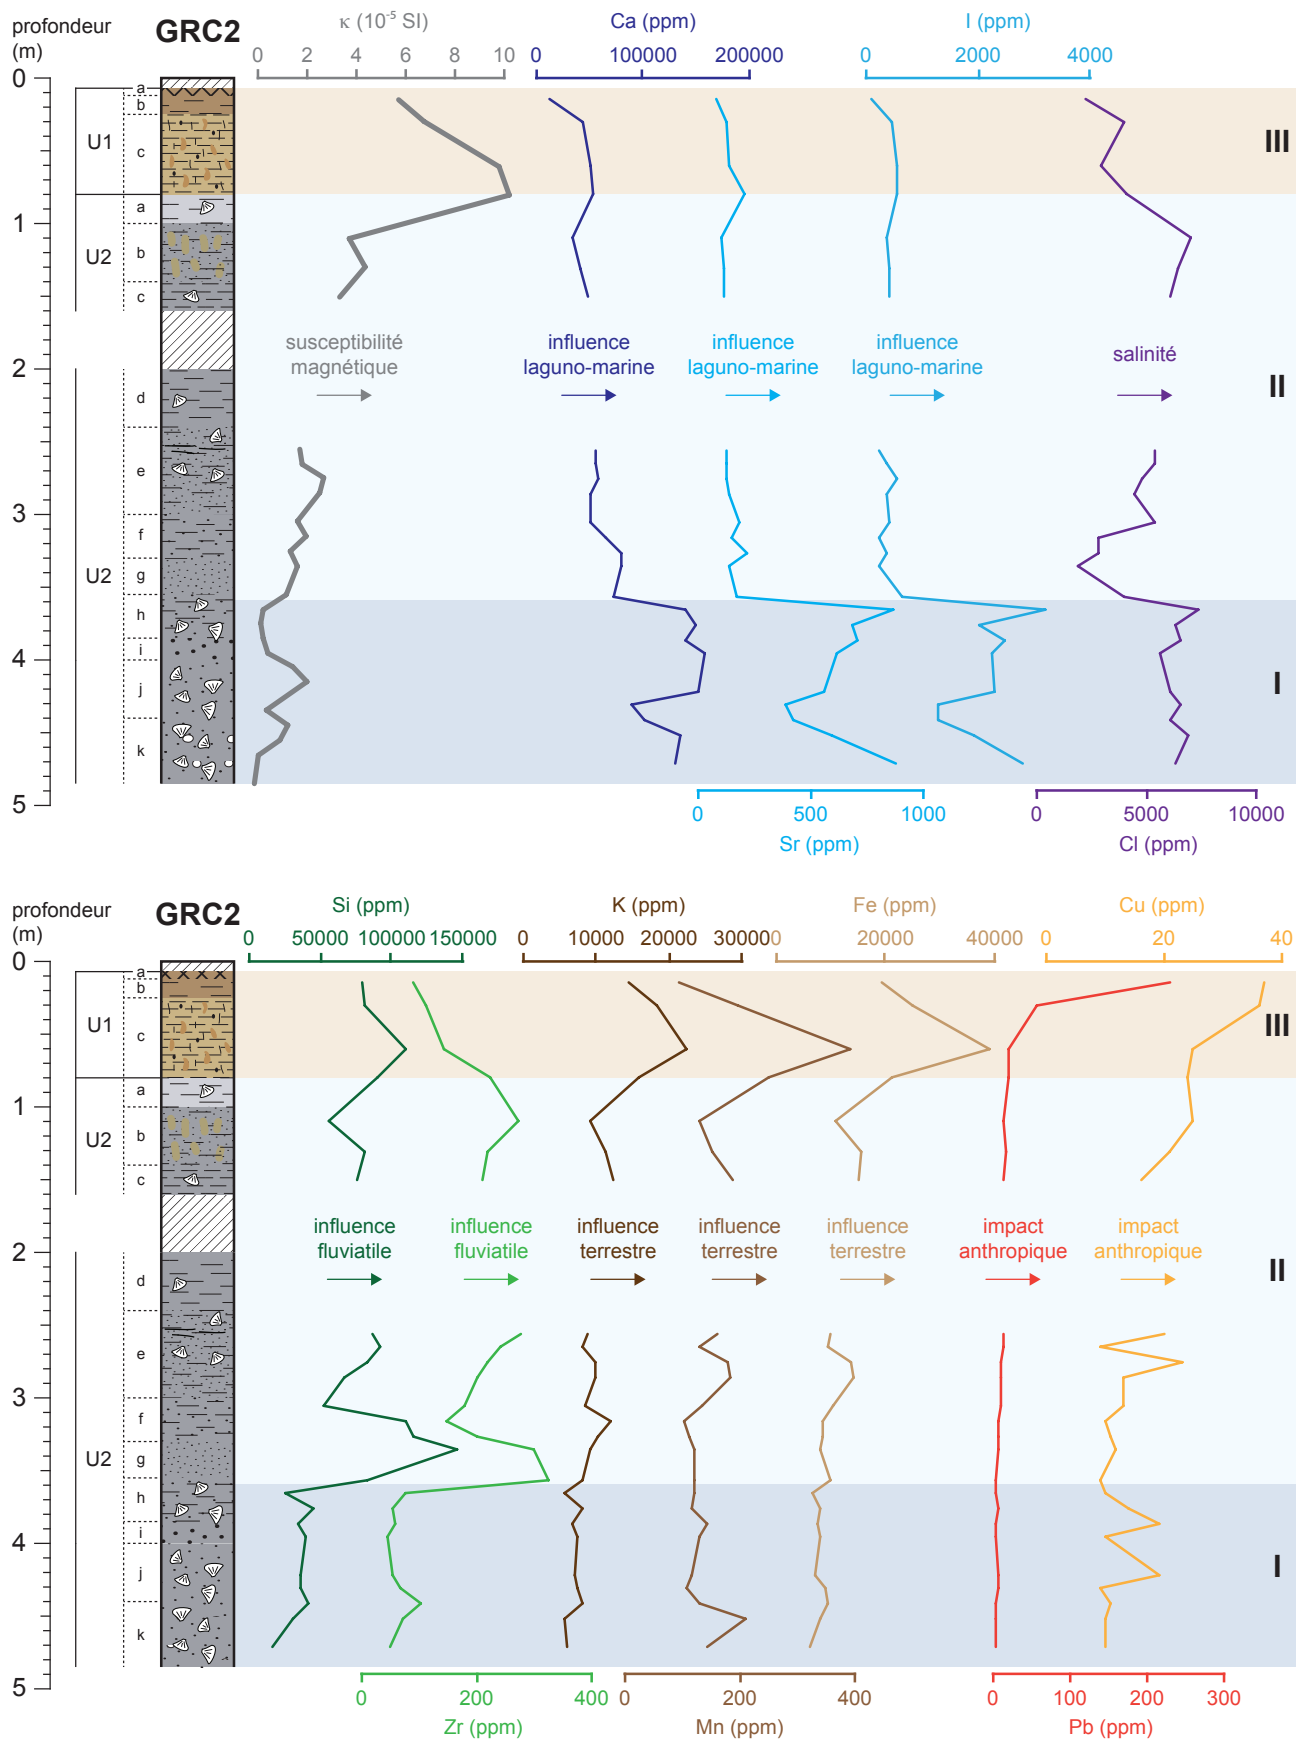 profondeur
(m)
GRC2
κ (10⁻⁵ SI)
Ca (ppm)
I (ppm)
0 2 4 6 8 10
0 100000 200000
0 2000 4000
0
1
2
3
4
5
U1
U2
U2
a
b
c
a
b
c
d
e
f
g
h
i
j
k
III
II
I
susceptibilité
magnétique
influence
laguno-marine
influence
laguno-marine
influence
laguno-marine
salinité
0 500 1000
Sr (ppm)
0 5000 10000
Cl (ppm)
profondeur
(m)
GRC2
Si (ppm)
K (ppm)
Fe (ppm)
Cu (ppm)
0 50000 100000 150000
0 10000 20000 30000
0 20000 40000
0 20 40
0
1
2
3
4
5
U1
U2
U2
a
b
c
a
b
c
d
e
f
g
h
i
j
k
III
II
I
influence
fluviatile
influence
fluviatile
influence
terrestre
influence
terrestre
influence
terrestre
impact
anthropique
impact
anthropique
0 200 400
Zr (ppm)
0 200 400
Mn (ppm)
0 100 200 300
Pb (ppm)